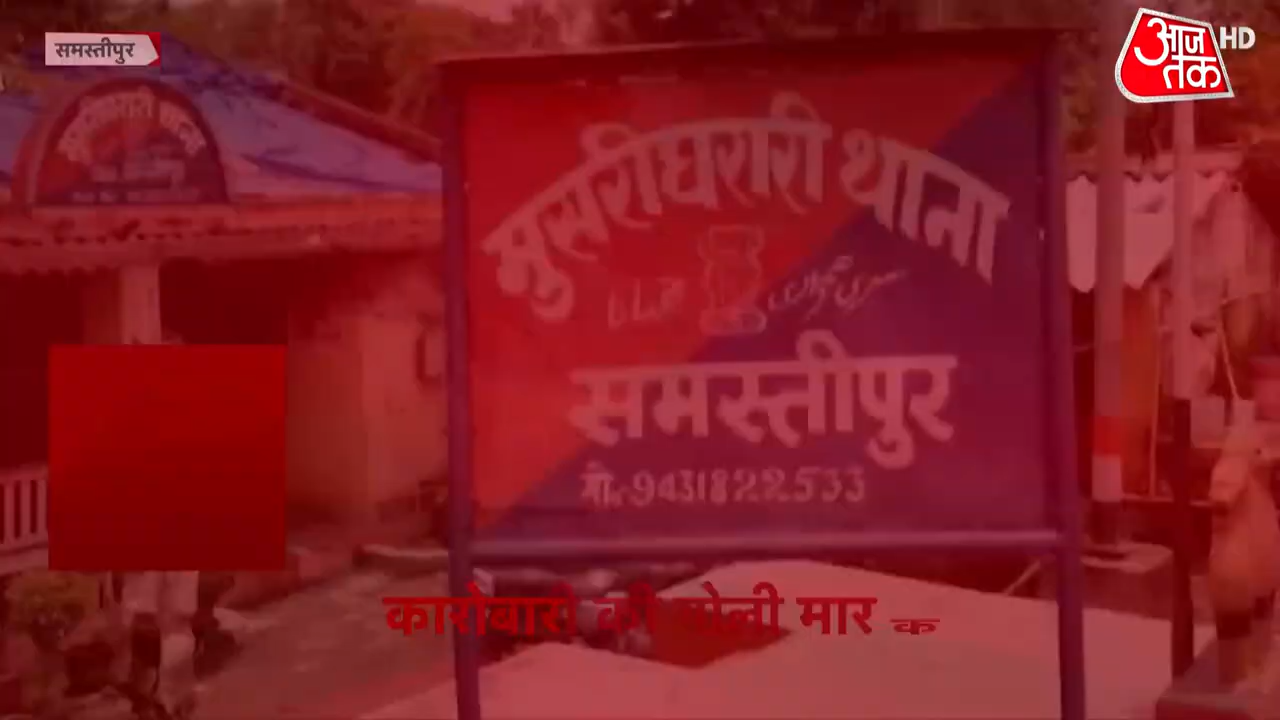 समस्तीपुर
आज
तक
HD
मुसरीघरारी थाना
समस्तीपुर
मो.-9431822533
कारोबारी की गोली मार क